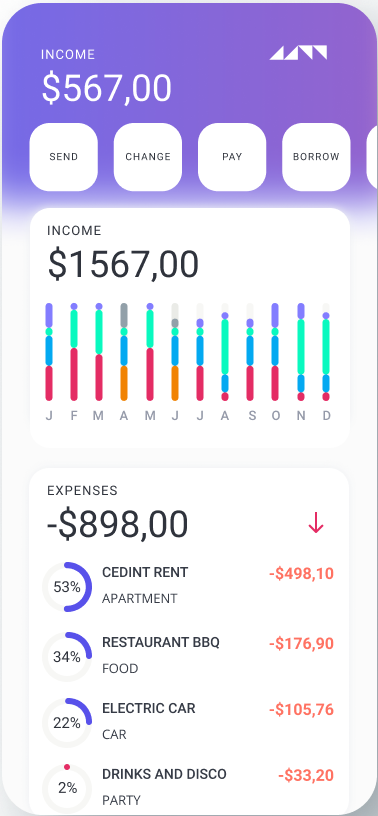 INCOME
$567,00
SEND CHANGE PAY BORROW
INCOME
$1567,00
J F M A M J J A S O N D
EXPENSES
-$898,00
53% CEDINT RENT -$498,10
APARTMENT
34% RESTAURANT BBQ -$176,90
FOOD
22% ELECTRIC CAR -$105,76
CAR
2% DRINKS AND DISCO -$33,20
PARTY